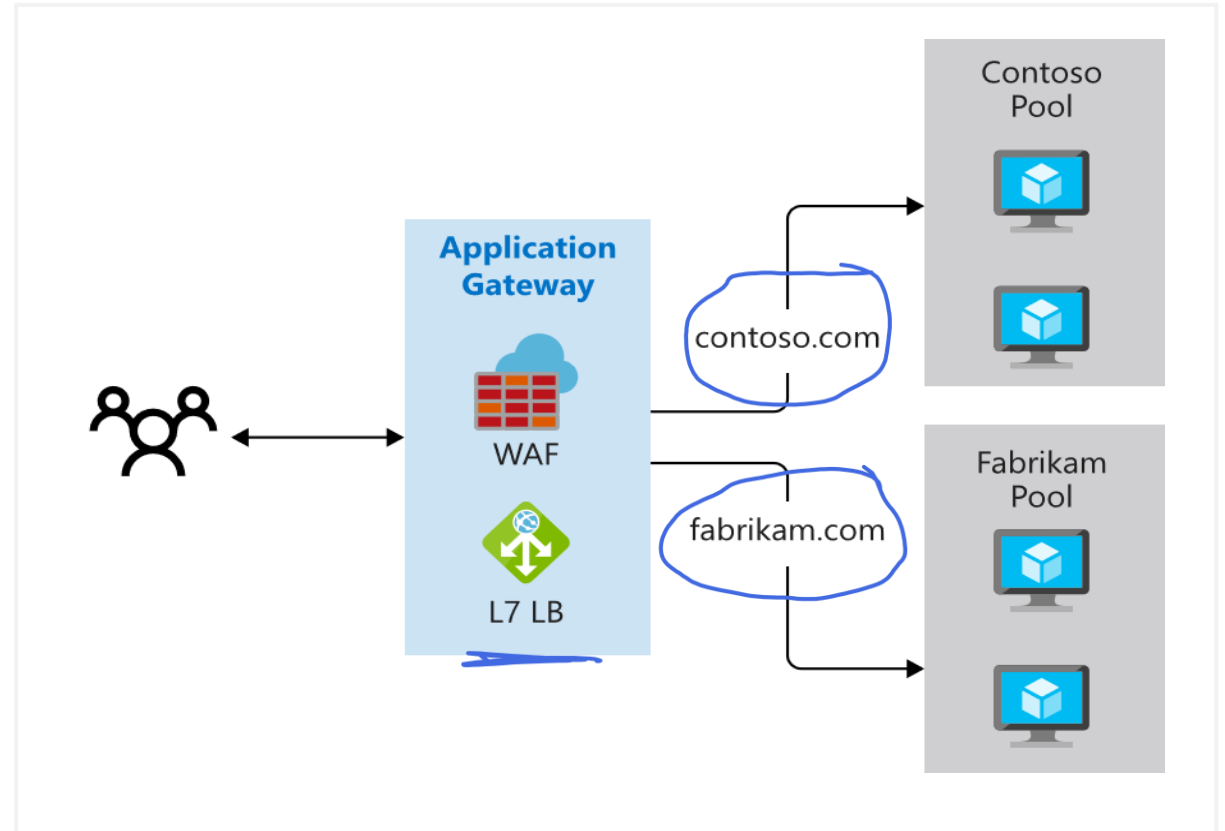 Application
Gateway
WAF
L7 LB
contoso.com
fabrikam.com
Contoso
Pool
Fabrikam
Pool